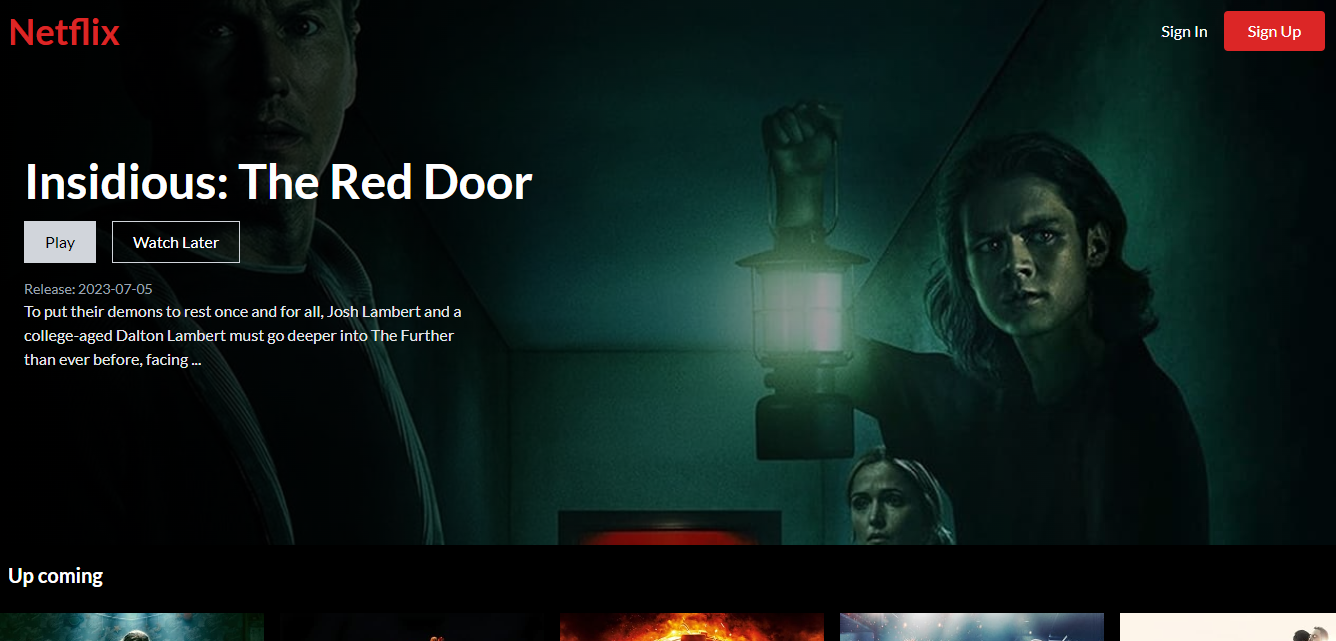 Netflix
Sign In
Sign Up
Insidious: The Red Door
Play
Watch Later
Release: 2023-07-05
To put their demons to rest once and for all, Josh Lambert and a
college-aged Dalton Lambert must go deeper into The Further
than ever before, facing ...
Up coming